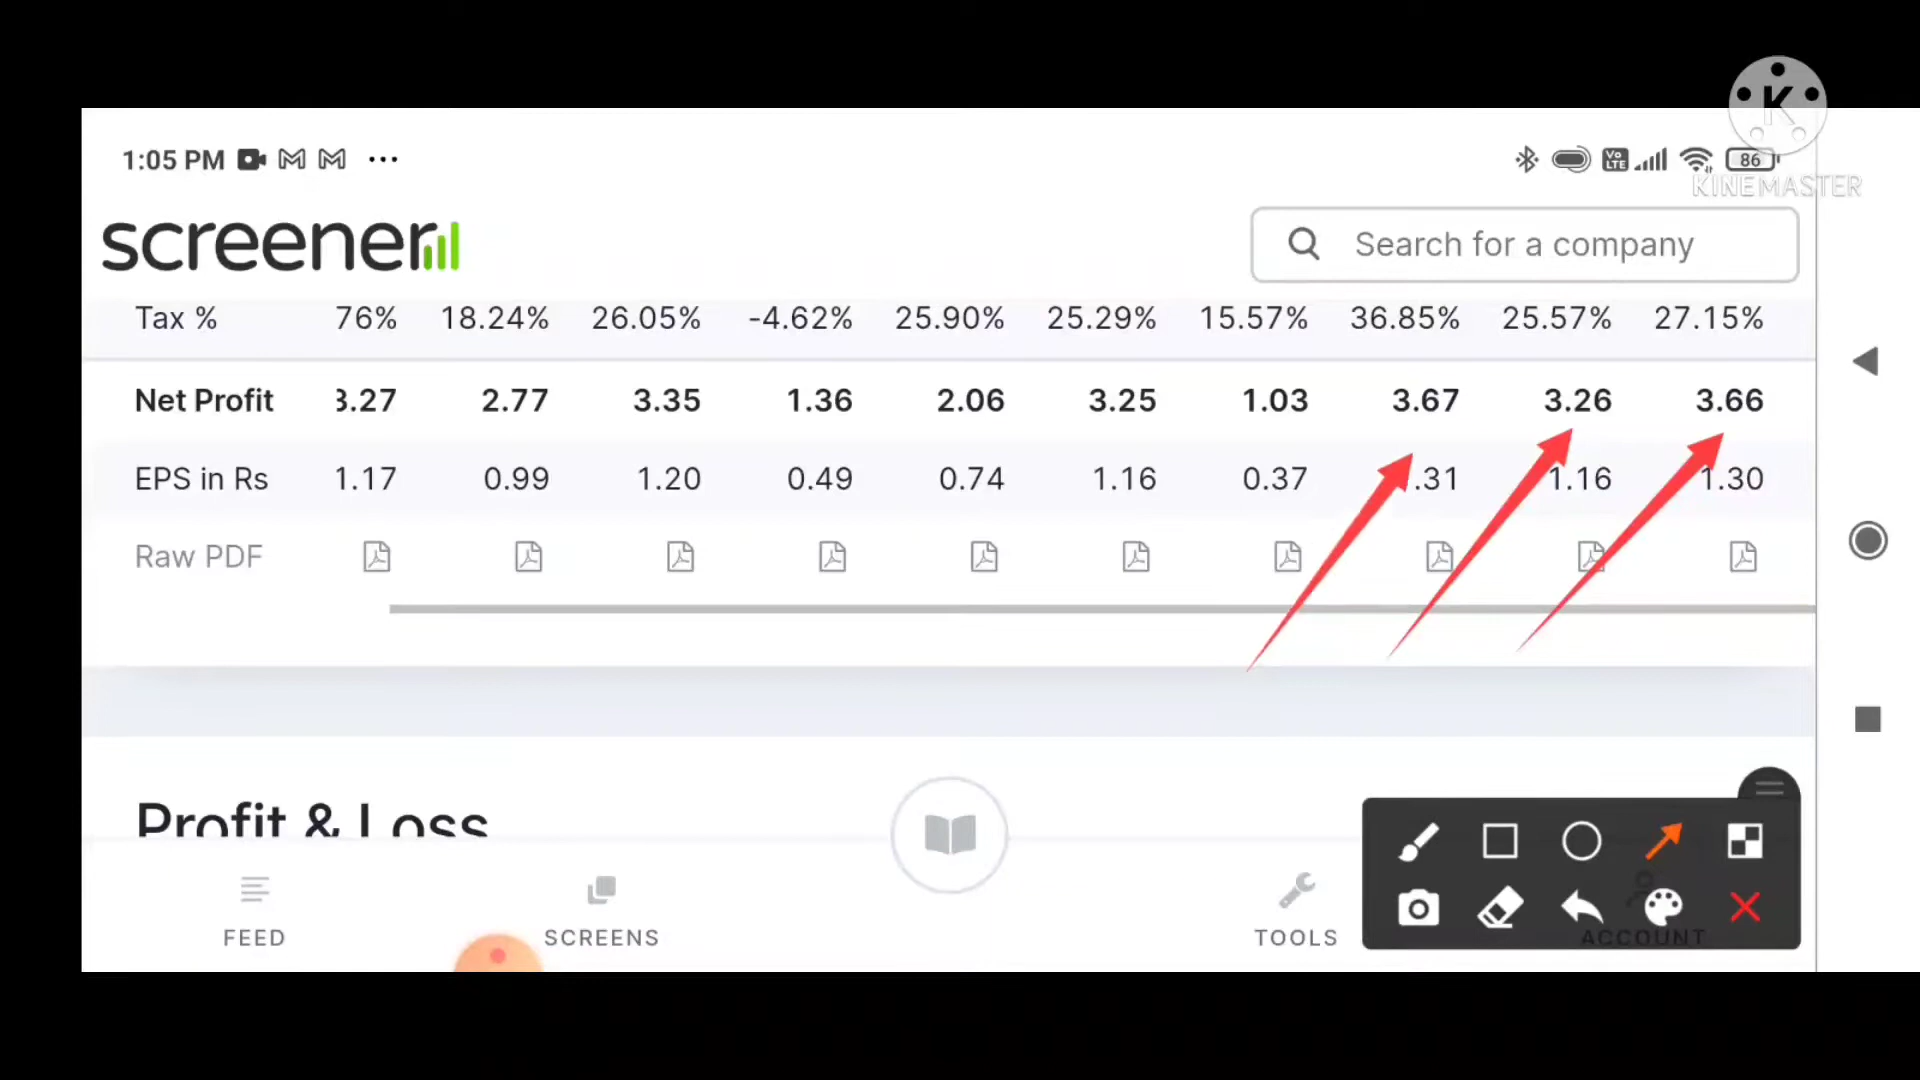 1:05 PM
86
KINEMASTER
screener
Search for a company
Tax % 76% 18.24% 26.05% -4.62% 25.90% 25.29% 15.57% 36.85% 25.57% 27.15%
Net Profit 3.27 2.77 3.35 1.36 2.06 3.25 1.03 3.67 3.26 3.66
EPS in Rs 1.17 0.99 1.20 0.49 0.74 1.16 0.37 .31 1.16 1.30
Raw PDF
Profit & Loss
FEED SCREENS TOOLS ACCOUNT